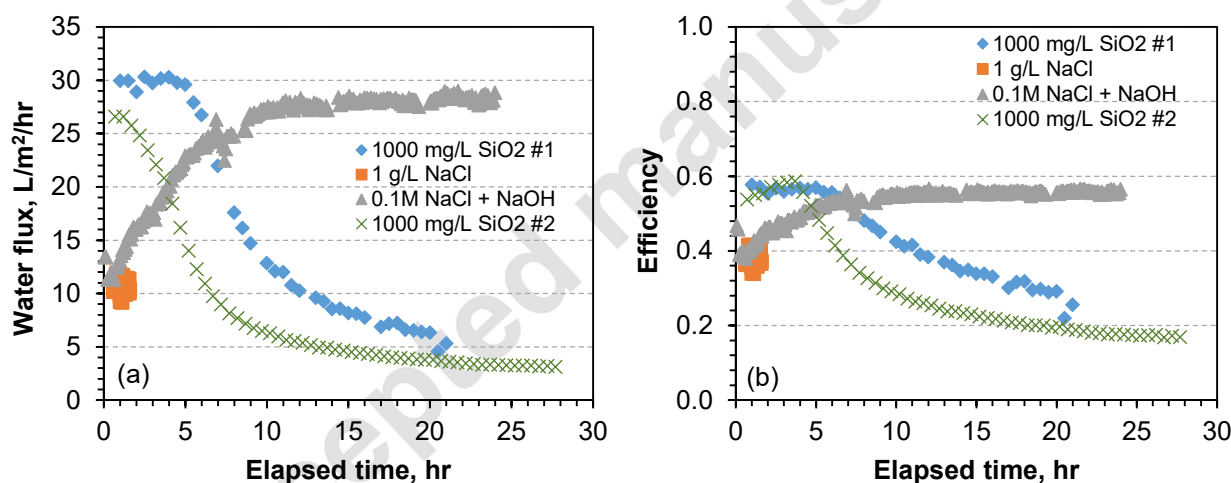 35
30
25
20
15
10
5
0
Water flux, L/m²/hr
1000 mg/L SiO2 #1
1 g/L NaCl
0.1M NaCl + NaOH
1000 mg/L SiO2 #2
(a)
0 5 10 15 20 25 30
Elapsed time, hr
1.0
0.8
0.6
0.4
0.2
0.0
Efficiency
1000 mg/L SiO2 #1
1 g/L NaCl
0.1M NaCl + NaOH
1000 mg/L SiO2 #2
(b)
0 5 10 15 20 25 30
Elapsed time, hr
epted manus